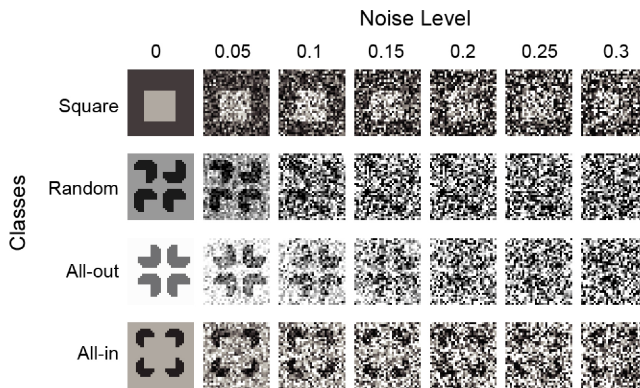 Noise Level
0 0.05 0.1 0.15 0.2 0.25 0.3
Classes
Square
Random
All-out
All-in